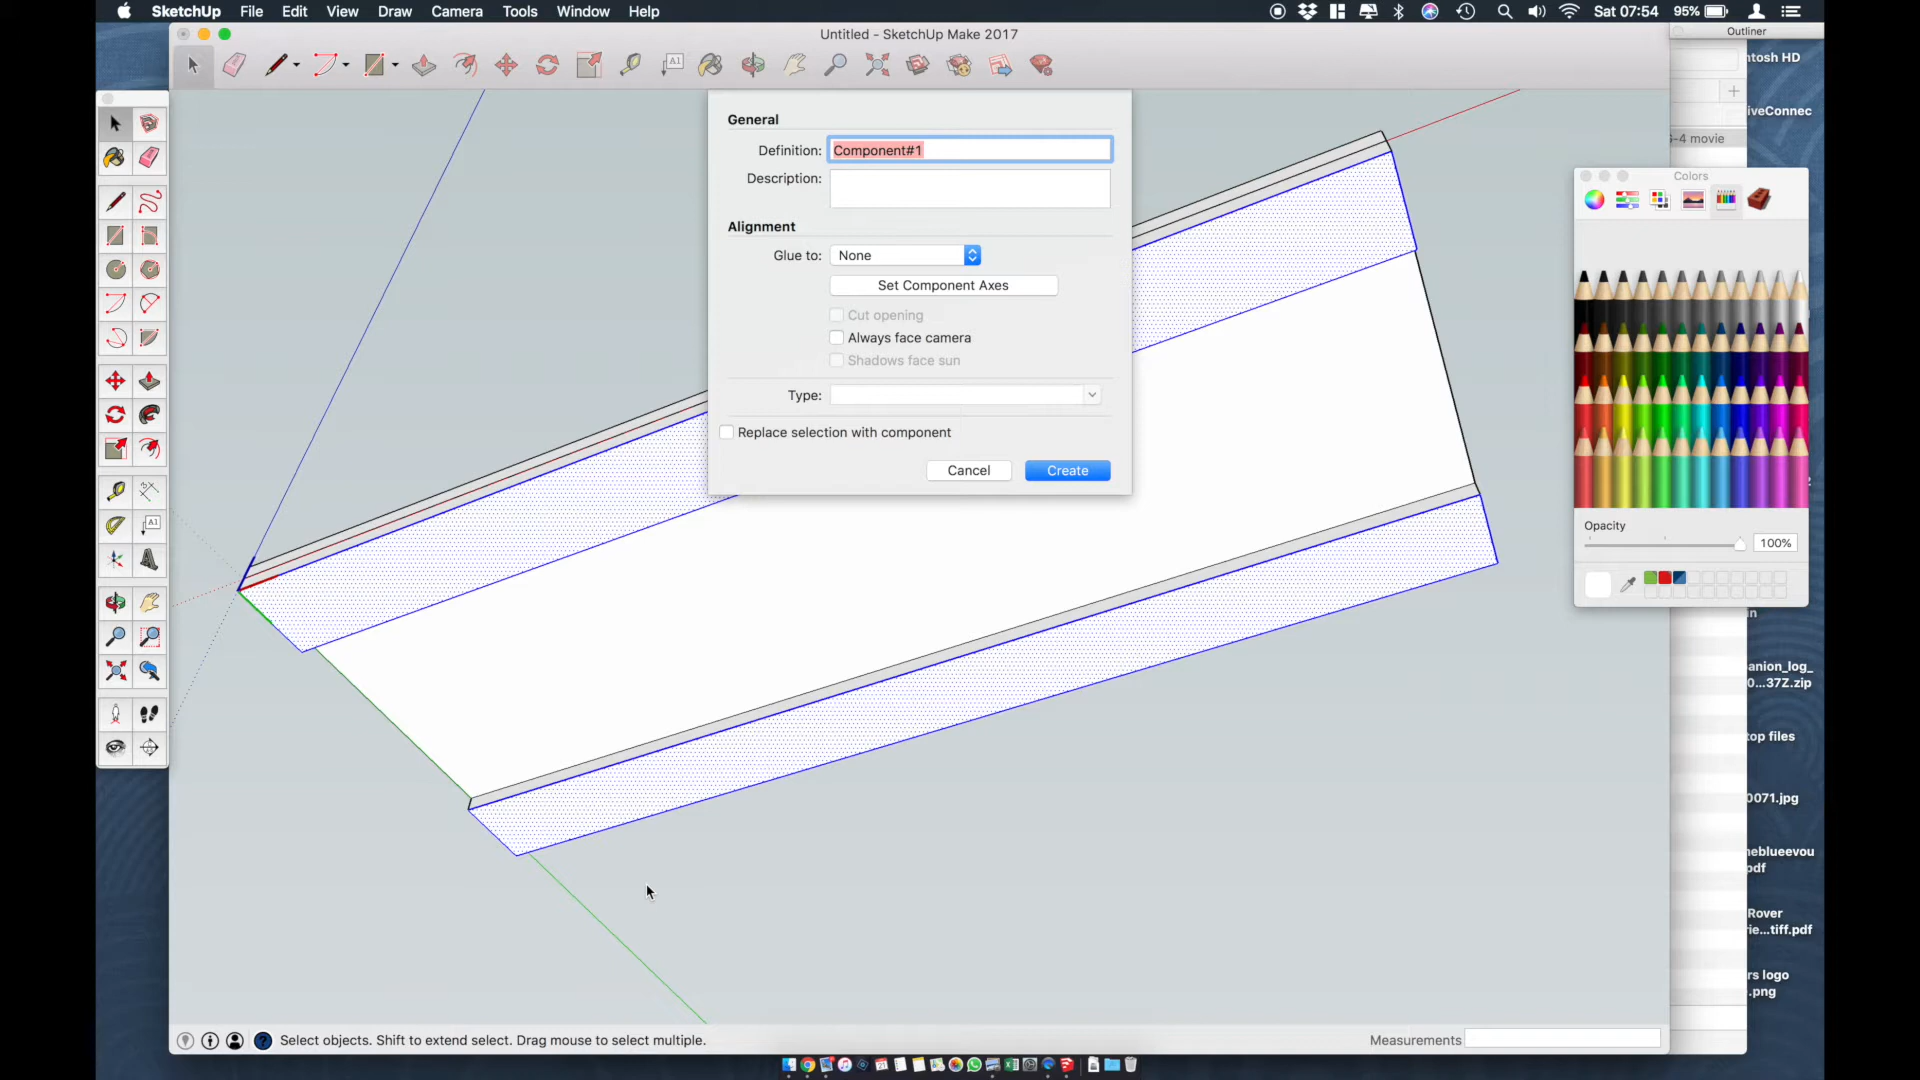 SketchUp File Edit View Draw Camera Tools Window Help
Sat 07:54 95%
Untitled - SketchUp Make 2017
Outliner
General
Definition: Component#1
Description:
Alignment
Glue to: None
Set Component Axes
Cut opening
Always face camera
Shadows face sun
Type:
Replace selection with component
Cancel Create
Colors
Opacity
100%
A1
A1
intosh HD
iveConnec
-4 movie
anion_log_
0...37Z.zip
top files
0071.jpg
neblueevou
pdf
Rover
ie...tiff.pdf
rs logo
.png
Select objects. Shift to extend select. Drag mouse to select multiple.
Measurements